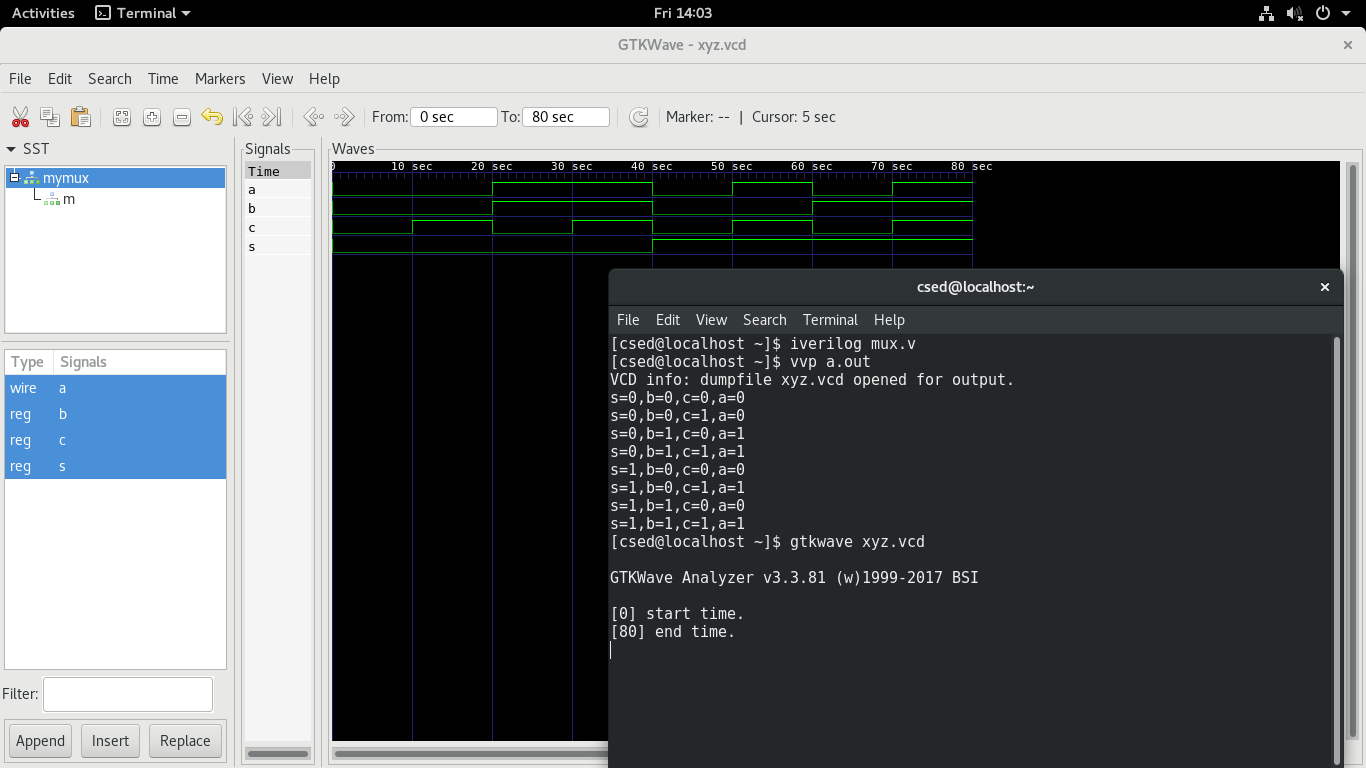 Activities Terminal Fri 14:03
GTKWave - xyz.vcd
File Edit Search Time Markers View Help
From: 0 sec To: 80 sec Marker: -- | Cursor: 5 sec
SST
mymux
m
Type Signals
wire a
reg b
reg c
reg s
Filter:
Append Insert Replace
Signals
Time
a
b
c
s
Waves
0 10 sec 20 sec 30 sec 40 sec 50 sec 60 sec 70 sec 80 sec
csed@localhost:~
File Edit View Search Terminal Help
[csed@localhost ~]$ iverilog mux.v
[csed@localhost ~]$ vvp a.out
VCD info: dumpfile xyz.vcd opened for output.
s=0,b=0,c=0,a=0
s=0,b=0,c=1,a=0
s=0,b=1,c=0,a=1
s=0,b=1,c=1,a=1
s=1,b=0,c=0,a=0
s=1,b=0,c=1,a=1
s=1,b=1,c=0,a=0
s=1,b=1,c=1,a=1
[csed@localhost ~]$ gtkwave xyz.vcd
GTKWave Analyzer v3.3.81 (w)1999-2017 BSI
[0] start time.
[80] end time.